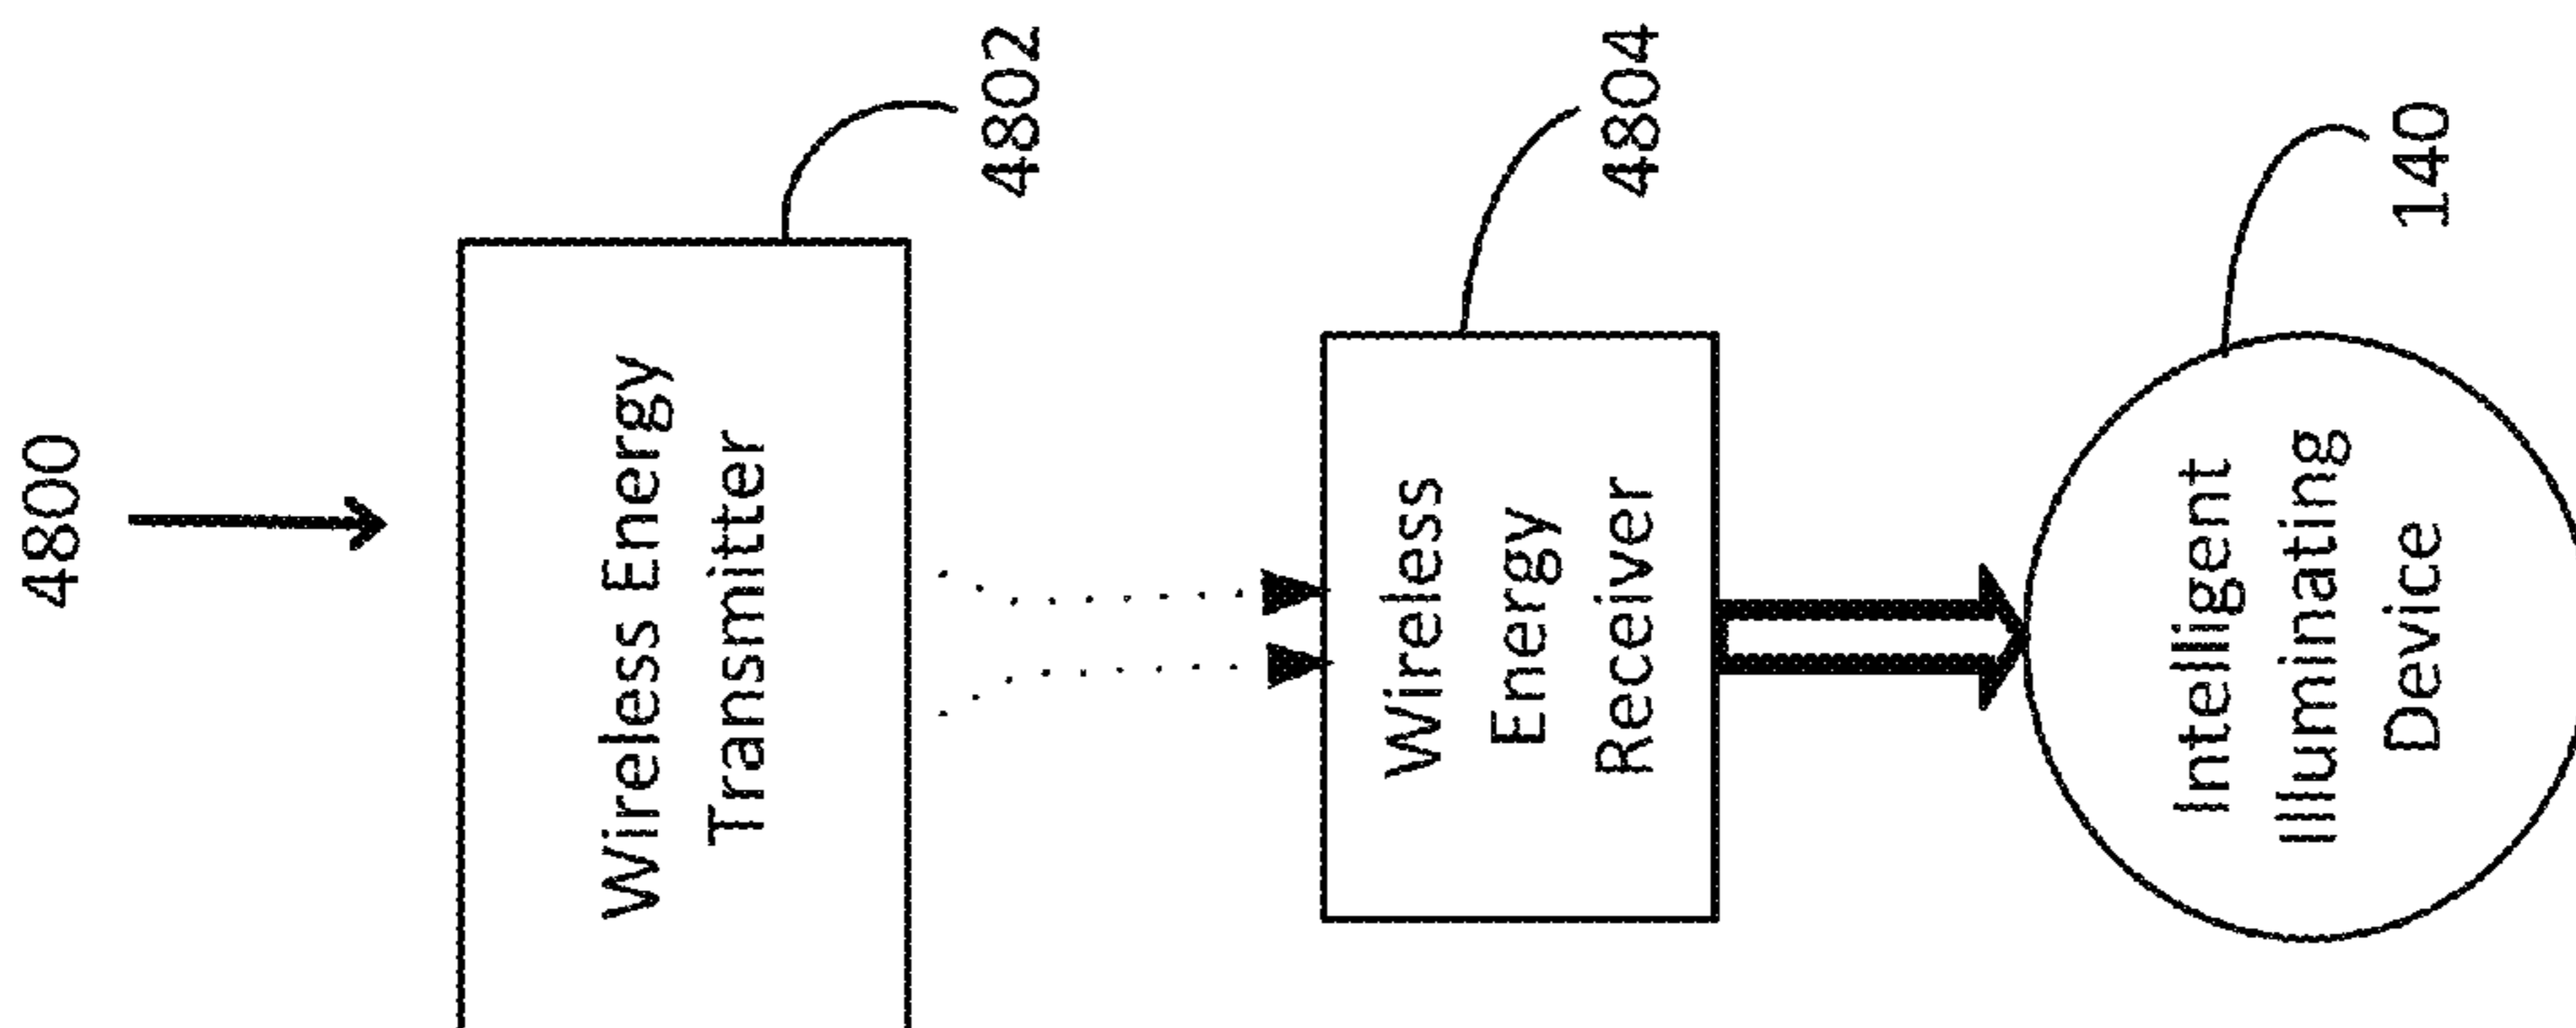 4800
Wireless Energy
Transmitter
4802
Wireless
Energy
Receiver
4804
Intelligent
Illuminating
Device
140